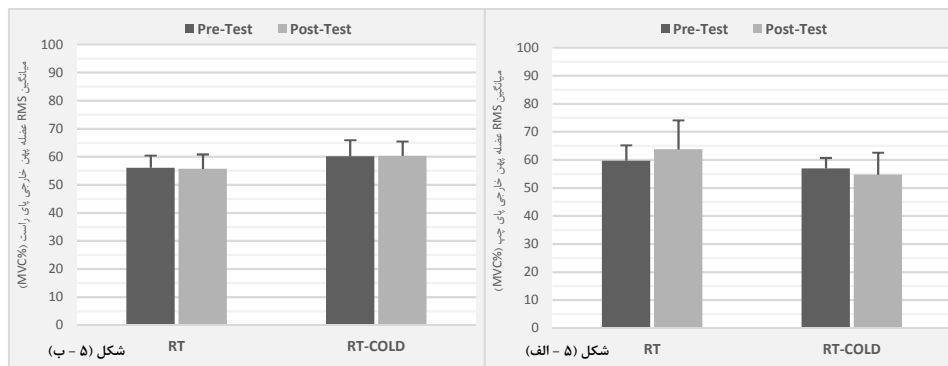 Pre-Test Post-Test
میانگین RMS عضله پهن خارجی پای راست (%MVC)
100
90
80
70
60
50
40
30
20
10
0
RT RT-COLD
شکل (۵ – ب)
Pre-Test Post-Test
میانگین RMS عضله پهن خارجی پای چپ (%MVC)
100
90
80
70
60
50
40
30
20
10
0
RT RT-COLD
شکل (۵ – الف)